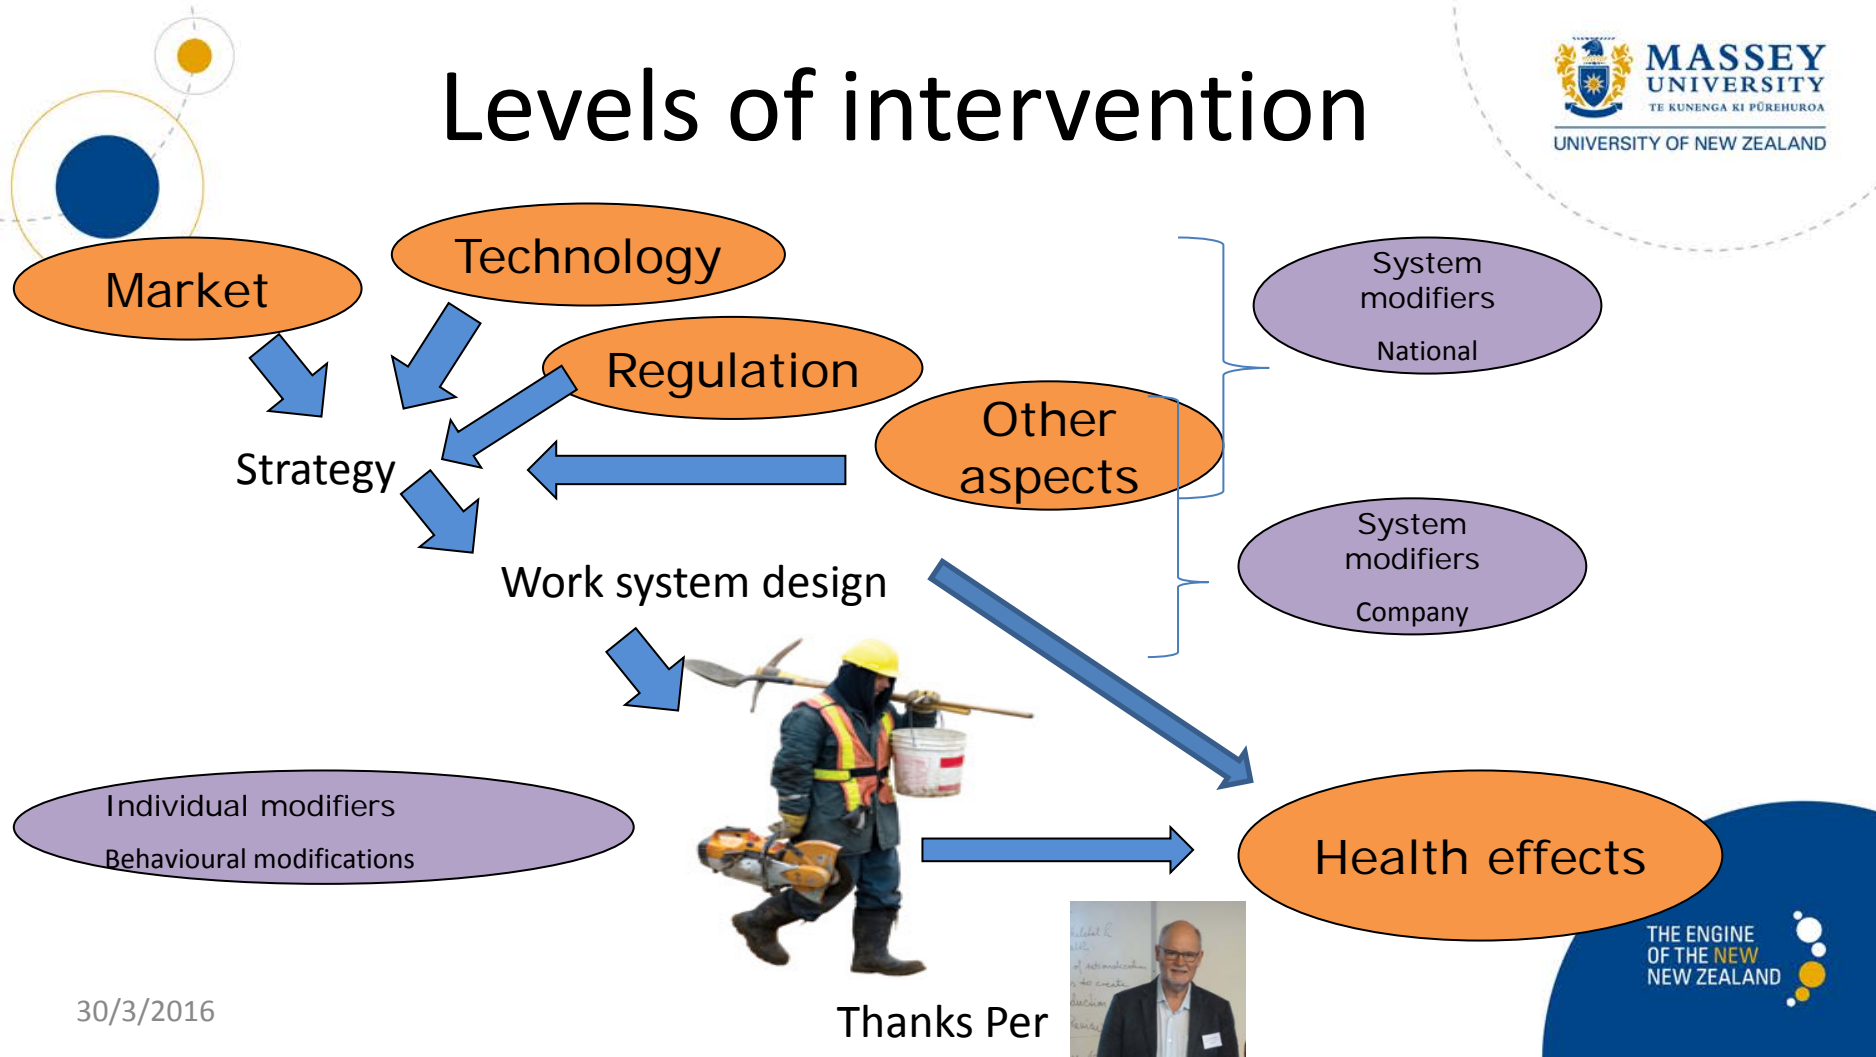 Levels of intervention
MASSEY
UNIVERSITY
TE KUNENGA KI PŪREHUROA
UNIVERSITY OF NEW ZEALAND
Market
Technology
Regulation
Other
aspects
System
modifiers
National
Strategy
System
modifiers
Company
Work system design
Individual modifiers
Behavioural modifications
Health effects
THE ENGINE
OF THE NEW
NEW ZEALAND
30/3/2016
Thanks Per